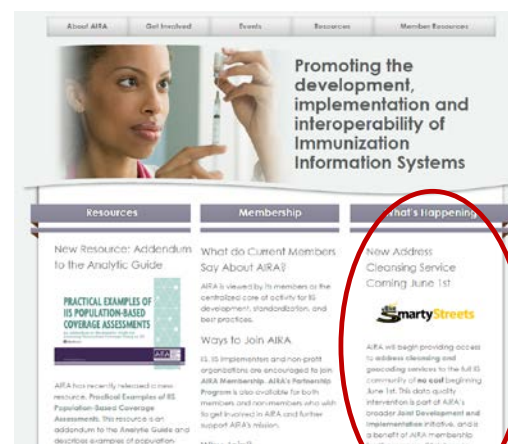 About AIRA
Get Involved
Events
Resources
Member Resources
Promoting the
development,
implementation and
interoperability of
Immunization
Information Systems
Resources
New Resource: Addendum
to the Analytic Guide
PRACTICAL EXAMPLES OF
IIS POPULATION-BASED
COVERAGE ASSESSMENTS
AIRA
AIRA has recently released a new
resource, Practical Examples of IIS
Population-Based Coverage
Assessments. This resource is an
addendum to the Analytic Guide and
describes examples of population-
Membership
What do Current Members
Say About AIRA?
AIRA is viewed by its members as the
centralized core of activity for IIS
development, standardization, and
best practices.
Ways to Join AIRA
IIS, IIS implementers and non-profit
organizations are encouraged to join
AIRA Membership. AIRA's Partnership
Program is also available for both
members and non-members who wish
to get involved in AIRA and further
support AIRA's mission.
What's Happening
New Address
Cleansing Service
Coming June 1st
SmartyStreets
AIRA will begin providing access
to address cleansing and
geocoding services to the full IIS
community at no cost beginning
June 1st. This data quality
intervention is part of AIRA's
broader Joint Development and
Implementation initiative, and is
a benefit of AIRA membership